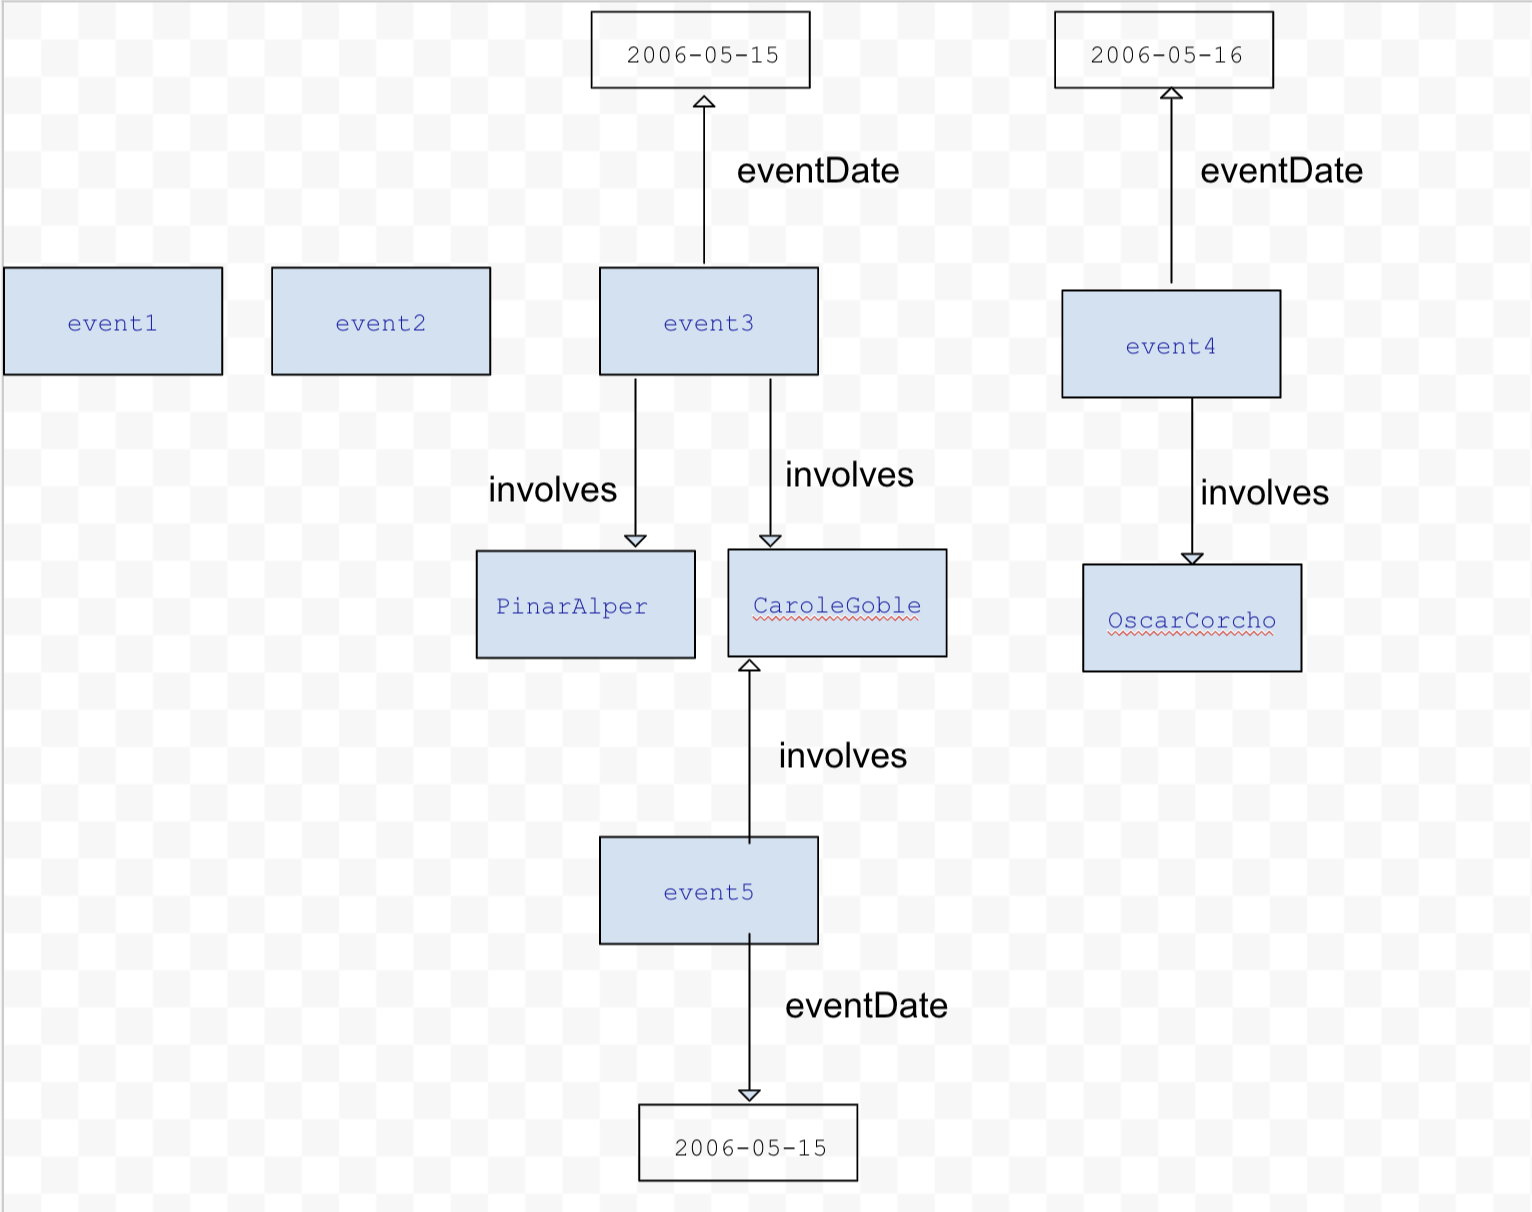 2006-05-15
2006-05-16
eventDate
eventDate
event1
event2
event3
event4
involves
involves
involves
PinarAlper
CaroleGoble
OscarCorcho
involves
event5
eventDate
2006-05-15